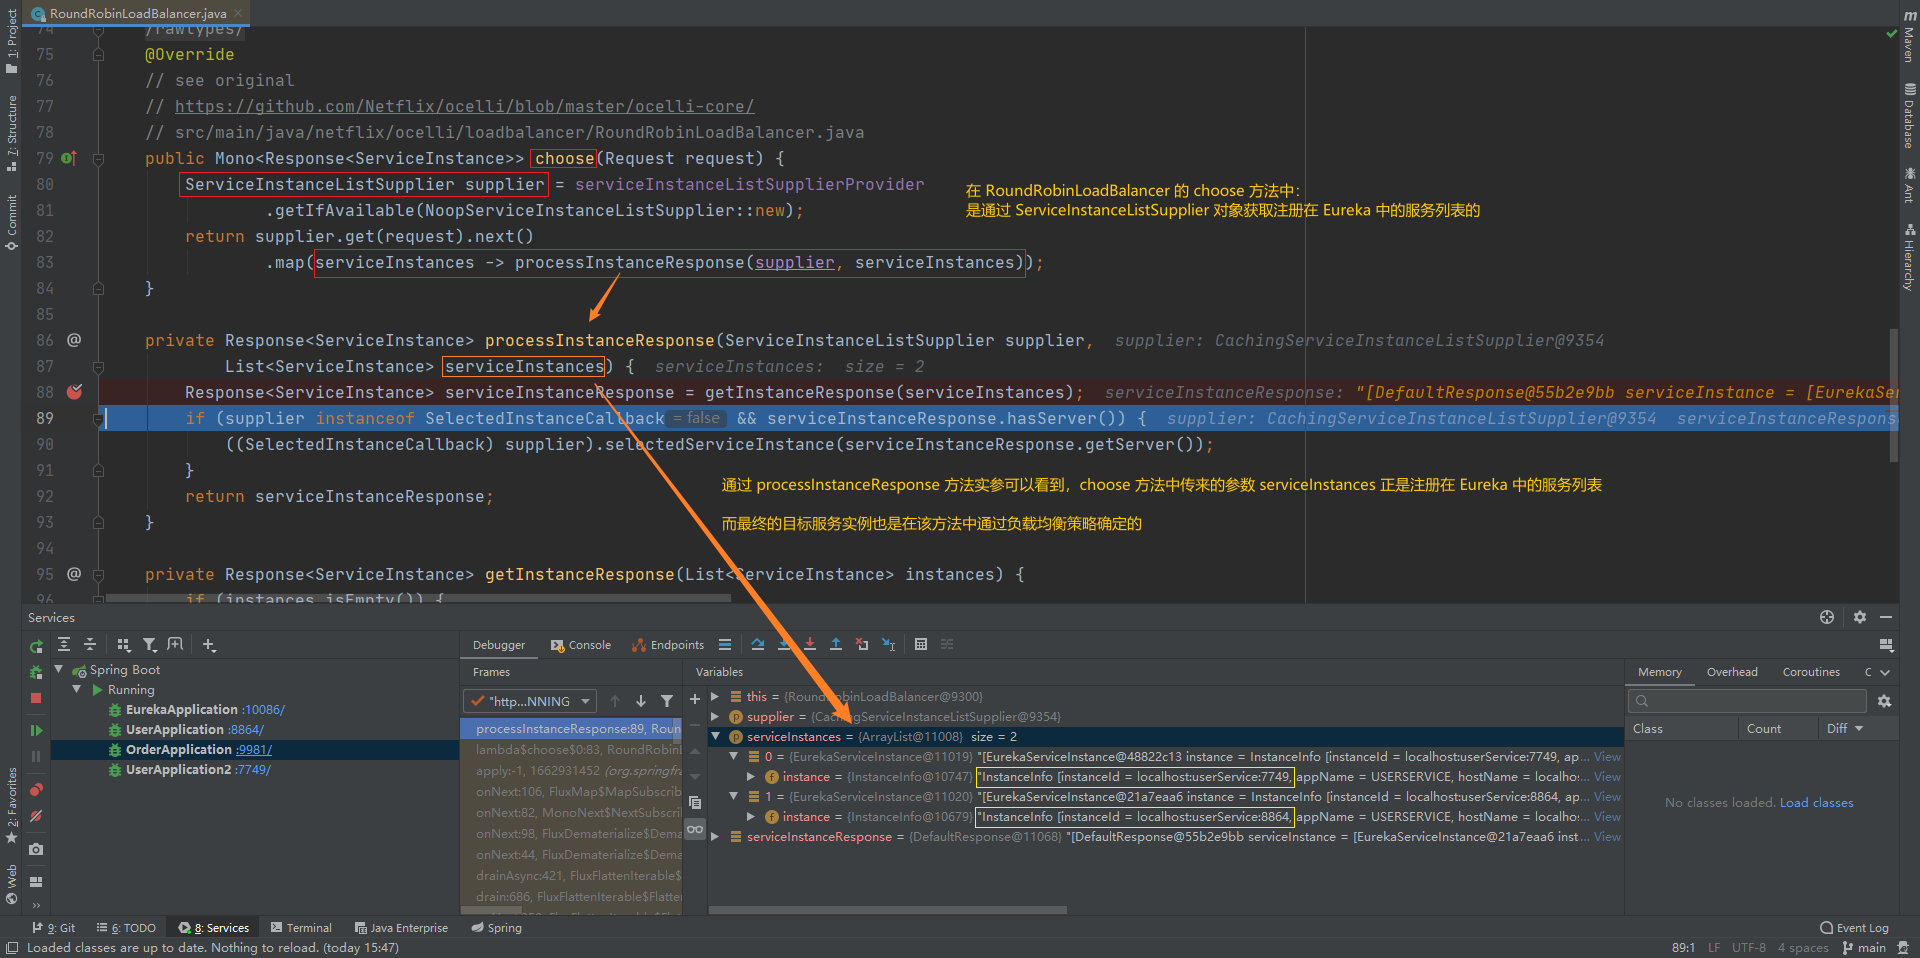 RoundRobinLoadBalancer.java
1: Project
7: Structure
Commit
2: Favorites
Web
Maven
Database
Ant
Hierarchy
74 /rawtypes/
75 @Override
76 // see original
77 // https://github.com/Netflix/ocelli/blob/master/ocelli-core/
78 // src/main/java/netflix/ocelli/loadbalancer/RoundRobinLoadBalancer.java
79 public Mono<Response<ServiceInstance>> choose(Request request) {
80 ServiceInstanceListSupplier supplier = serviceInstanceListSupplierProvider
81 .getIfAvailable(NoopServiceInstanceListSupplier::new);
82 return supplier.get(request).next()
83 .map(serviceInstances -> processInstanceResponse(supplier, serviceInstances));
84 }
85
在 RoundRobinLoadBalancer 的 choose 方法中：
是通过 ServiceInstanceListSupplier 对象获取注册在 Eureka 中的服务列表的
86 @ private Response<ServiceInstance> processInstanceResponse(ServiceInstanceListSupplier supplier, supplier: CachingServiceInstanceListSupplier@9354
87 List<ServiceInstance> serviceInstances) { serviceInstances: size = 2
88 Response<ServiceInstance> serviceInstanceResponse = getInstanceResponse(serviceInstances); serviceInstanceResponse: "[DefaultResponse@55b2e9bb serviceInstance = [EurekaSe
89 if (supplier instanceof SelectedInstanceCallback = false && serviceInstanceResponse.hasServer()) { supplier: CachingServiceInstanceListSupplier@9354 serviceInstanceRespons
90 ((SelectedInstanceCallback) supplier).selectedServiceInstance(serviceInstanceResponse.getServer());
91 }
92 return serviceInstanceResponse;
93 }
94
通过 processInstanceResponse 方法实参可以看到，choose 方法中传来的参数 serviceInstances 正是注册在 Eureka 中的服务列表
而最终的目标服务实例也是在该方法中通过负载均衡策略确定的
95 @ private Response<ServiceInstance> getInstanceResponse(List<ServiceInstance> instances) {
96 if (instances.isEmpty()) {
Services
Spring Boot
Running
EurekaApplication :10086/
UserApplication :8864/
OrderApplication :9981/
UserApplication2 :7749/
Debugger Console Endpoints
Frames
"http...NNING
processInstanceResponse:89, Roun
lambda$choose$0:83, RoundRobinL
apply:-1, 1662931452 (org.springfra
onNext:106, FluxMap$MapSubscrib
onNext:82, MonoNext$NextSubscrib
onNext:98, FluxDematerialize$Dema
onNext:44, FluxDematerialize$Dema
drainAsync:421, FluxFlattenIterable$
drain:686, FluxFlattenIterable$Flatter
Variables
this = {RoundRobinLoadBalancer@9300}
supplier = {CachingServiceInstanceListSupplier@9354}
serviceInstances = {ArrayList@11008} size = 2
0 = {EurekaServiceInstance@11019} "[EurekaServiceInstance@48822c13 instance = InstanceInfo [instanceId = localhost:userService:7749, ap... View
instance = {InstanceInfo@10747} "InstanceInfo [instanceId = localhost:userService:7749, appName = USERSERVICE, hostName = localhos... View
1 = {EurekaServiceInstance@11020} "[EurekaServiceInstance@21a7eaa6 instance = InstanceInfo [instanceId = localhost:userService:8864, ap... View
instance = {InstanceInfo@10679} "InstanceInfo [instanceId = localhost:userService:8864, appName = USERSERVICE, hostName = localhos... View
serviceInstanceResponse = {DefaultResponse@11068} "[DefaultResponse@55b2e9bb serviceInstance = [EurekaServiceInstance@21a7eaa6 inst... View
Memory Overhead Coroutines C
Class Count Diff
No classes loaded. Load classes
9: Git 6: TODO 8: Services Terminal Java Enterprise Spring Event Log
Loaded classes are up to date. Nothing to reload. (today 15:47) 89:1 LF UTF-8 4 spaces main